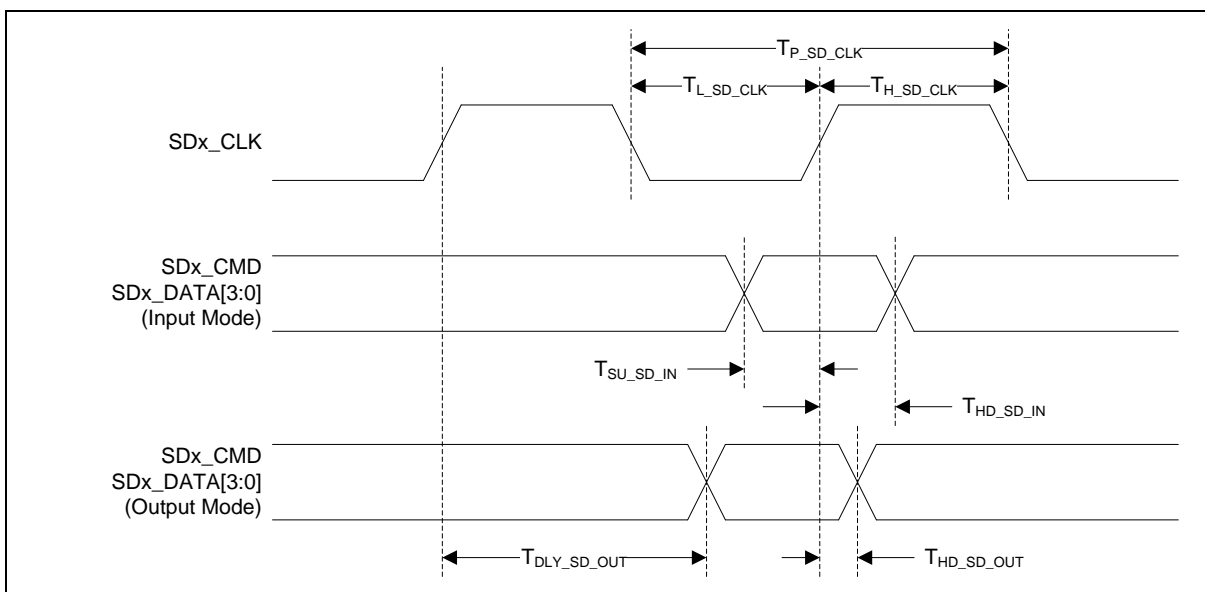 T_P_SD_CLK
T_L_SD_CLK
T_H_SD_CLK
SDx_CLK
SDx_CMD
SDx_DATA[3:0]
(Input Mode)
T_SU_SD_IN
T_HD_SD_IN
SDx_CMD
SDx_DATA[3:0]
(Output Mode)
T_DLY_SD_OUT
T_HD_SD_OUT